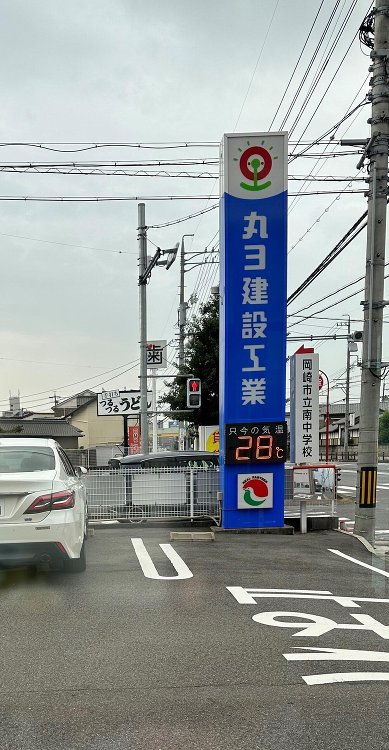 丸ヨ建設工業
只今の気温
28℃
歯
つるつるうどん
岡崎市立南中学校